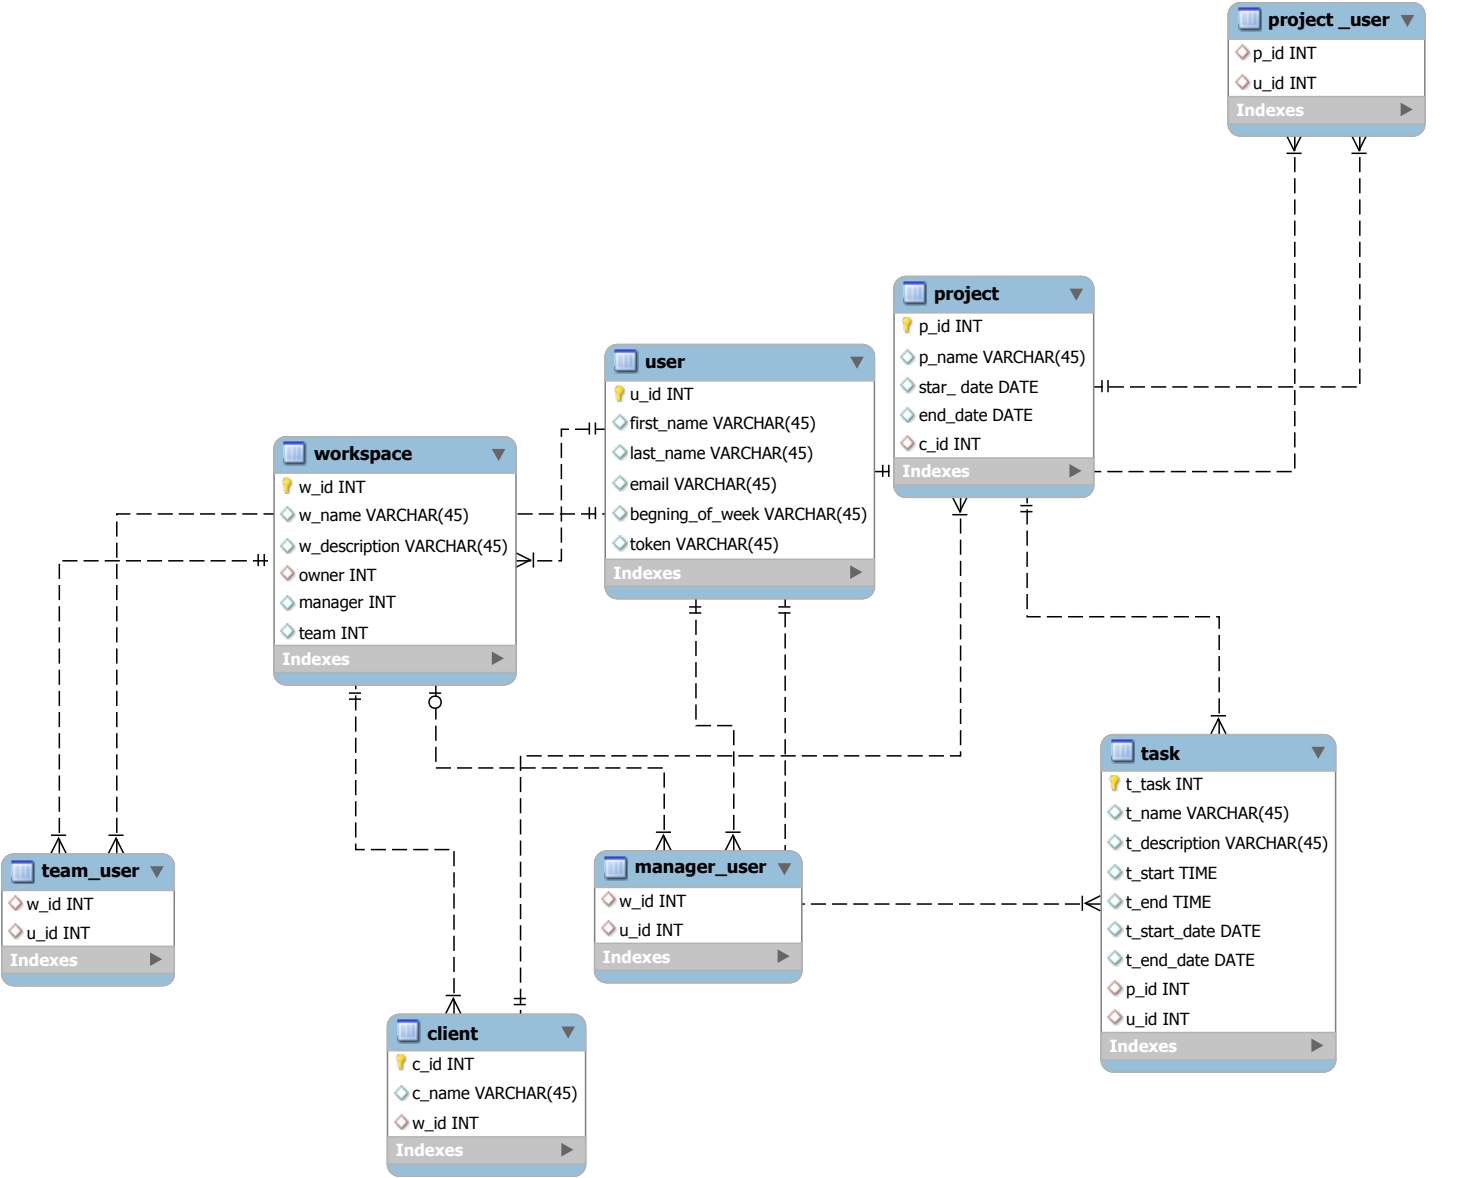 project _user
p_id INT
u_id INT
Indexes
project
p_id INT
p_name VARCHAR(45)
star_ date DATE
end_date DATE
c_id INT
Indexes
user
u_id INT
first_name VARCHAR(45)
last_name VARCHAR(45)
email VARCHAR(45)
begning_of_week VARCHAR(45)
token VARCHAR(45)
Indexes
workspace
w_id INT
w_name VARCHAR(45)
w_description VARCHAR(45)
owner INT
manager INT
team INT
Indexes
task
t_task INT
t_name VARCHAR(45)
t_description VARCHAR(45)
t_start TIME
t_end TIME
t_start_date DATE
t_end_date DATE
p_id INT
u_id INT
Indexes
team_user
w_id INT
u_id INT
Indexes
manager_user
w_id INT
u_id INT
Indexes
client
c_id INT
c_name VARCHAR(45)
w_id INT
Indexes